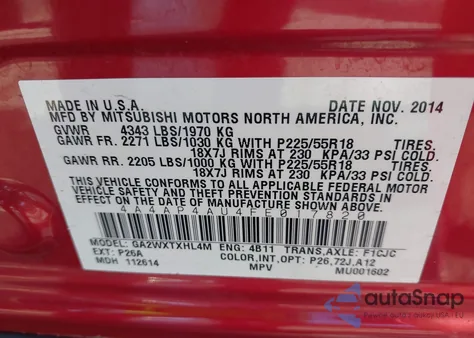 MADE IN U.S.A. DATE NOV. 2014
MFD BY MITSUBISHI MOTORS NORTH AMERICA, INC.
GVWR 4343 LBS/1970 KG
GAWR FR. 2271 LBS/1030 KG WITH P225/55R18
18X7J RIMS AT 230 KPA/33 PSI COLD.
GAWR RR. 2205 LBS/1000 KG WITH P225/55R18
18X7J RIMS AT 230 KPA/33 PSI COLD.
THIS VEHICLE CONFORMS TO ALL APPLICABLE FEDERAL MOTOR
VEHICLE SAFETY AND THEFT PREVENTION STANDARDS IN
EFFECT ON THE DATE OF MANUFACTURE SHOWN ABOVE.
4A4AP4AU4FE017820
MODEL: GA2WXTXHL4M ENG: 4B11 TRANS,AXLE: F1CJC
EXT: P26A COLOR,INT,OPT: P26,72J,A12
MDH 112614 MPV MU001602
autoSnap